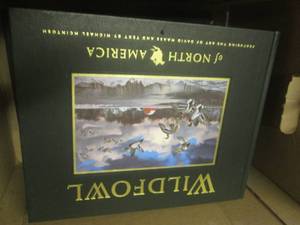 WILDFOWL
of NORTH AMERICA
FEATURING THE ART OF DAVID MAASS AND TEXT BY MICHAEL MCINTOSH